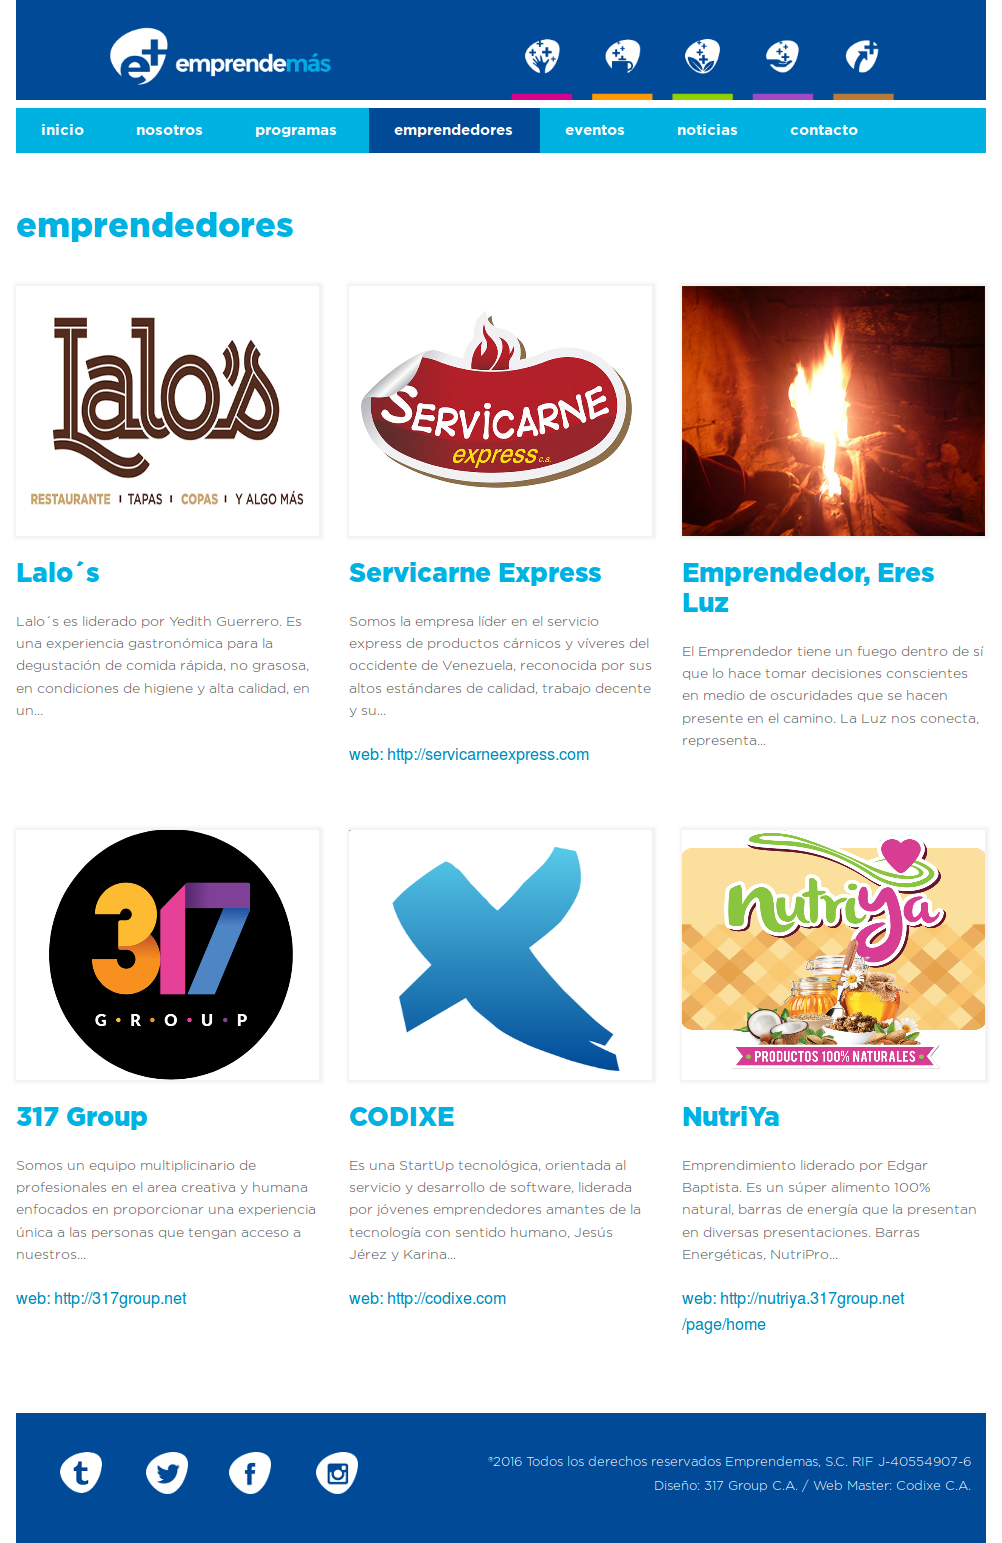 e+ emprendemás
inicio nosotros programas emprendedores eventos noticias contacto
emprendedores
Lalo's
RESTAURANTE TAPAS COPAS Y ALGO MÁS
SERVICARNE
express c.a.
Lalo´s
Lalo´s es liderado por Yedith Guerrero. Es
una experiencia gastronómica para la
degustación de comida rápida, no grasosa,
en condiciones de higiene y alta calidad, en
un...
Servicarne Express
Somos la empresa líder en el servicio
express de productos cárnicos y víveres del
occidente de Venezuela, reconocida por sus
altos estándares de calidad, trabajo decente
y su...
web: http://servicarneexpress.com
Emprendedor, Eres
Luz
El Emprendedor tiene un fuego dentro de sí
que lo hace tomar decisiones conscientes
en medio de oscuridades que se hacen
presente en el camino. La Luz nos conecta,
representa...
317
G·R·O·U·P
nutriya
PRODUCTOS 100% NATURALES
317 Group
Somos un equipo multiplicinario de
profesionales en el area creativa y humana
enfocados en proporcionar una experiencia
única a las personas que tengan acceso a
nuestros...
web: http://317group.net
CODIXE
Es una StartUp tecnológica, orientada al
servicio y desarrollo de software, liderada
por jóvenes emprendedores amantes de la
tecnología con sentido humano, Jesús
Jérez y Karina...
web: http://codixe.com
NutriYa
Emprendimiento liderado por Edgar
Baptista. Es un súper alimento 100%
natural, barras de energía que la presentan
en diversas presentaciones. Barras
Energéticas, NutriPro...
web: http://nutriya.317group.net
/page/home
®2016 Todos los derechos reservados Emprendemas, S.C. RIF J-40554907-6
Diseño: 317 Group C.A. / Web Master: Codixe C.A.